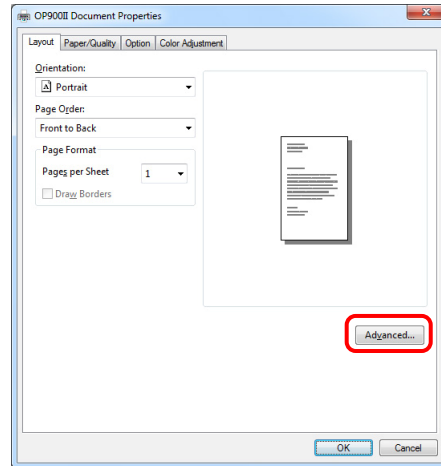 OP900II Document Properties
Layout Paper/Quality Option Color Adjustment
Orientation:
A Portrait
Page Order:
Front to Back
Page Format
Pages per Sheet 1
Draw Borders
Advanced...
OK Cancel